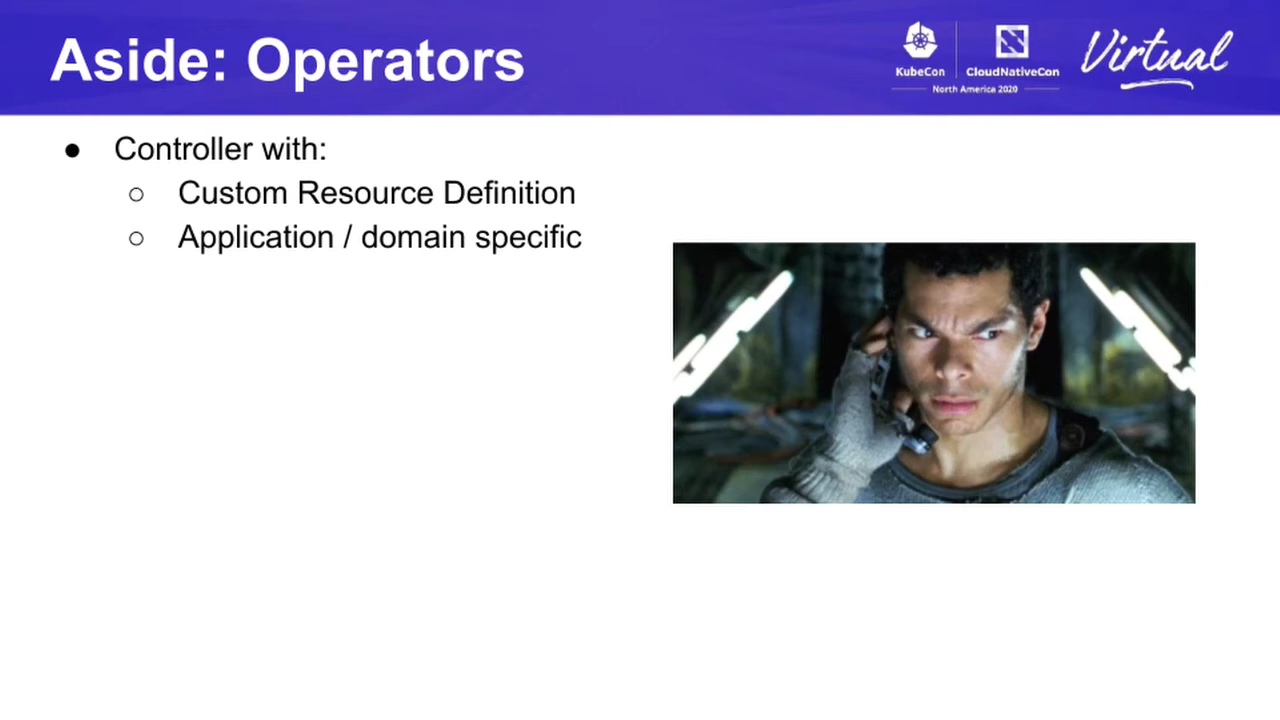 Aside: Operators
KubeCon
CloudNativeCon
North America 2020
Virtual
● Controller with:
○ Custom Resource Definition
○ Application / domain specific